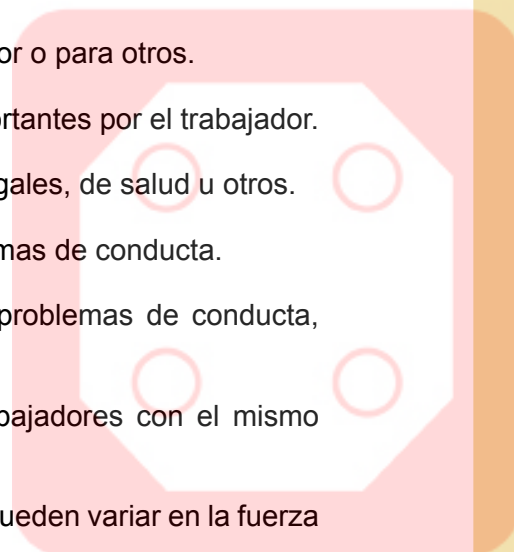 or o para otros.
rtantes por el trabajador.
gales, de salud u otros.
mas de conducta.
problemas de conducta,
bajadores con el mismo
ueden variar en la fuerza